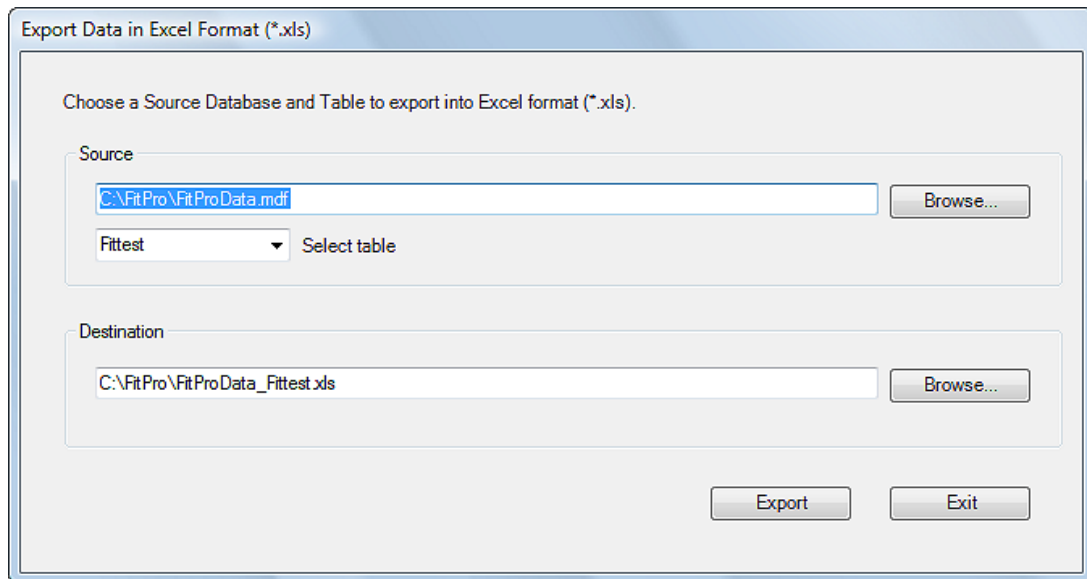 Export Data in Excel Format (*.xls)
Choose a Source Database and Table to export into Excel format (*.xls).
Source
C:\FitPro\FitProData.mdf
Browse...
Fittest
Select table
Destination
C:\FitPro\FitProData_Fittest.xls
Browse...
Export
Exit